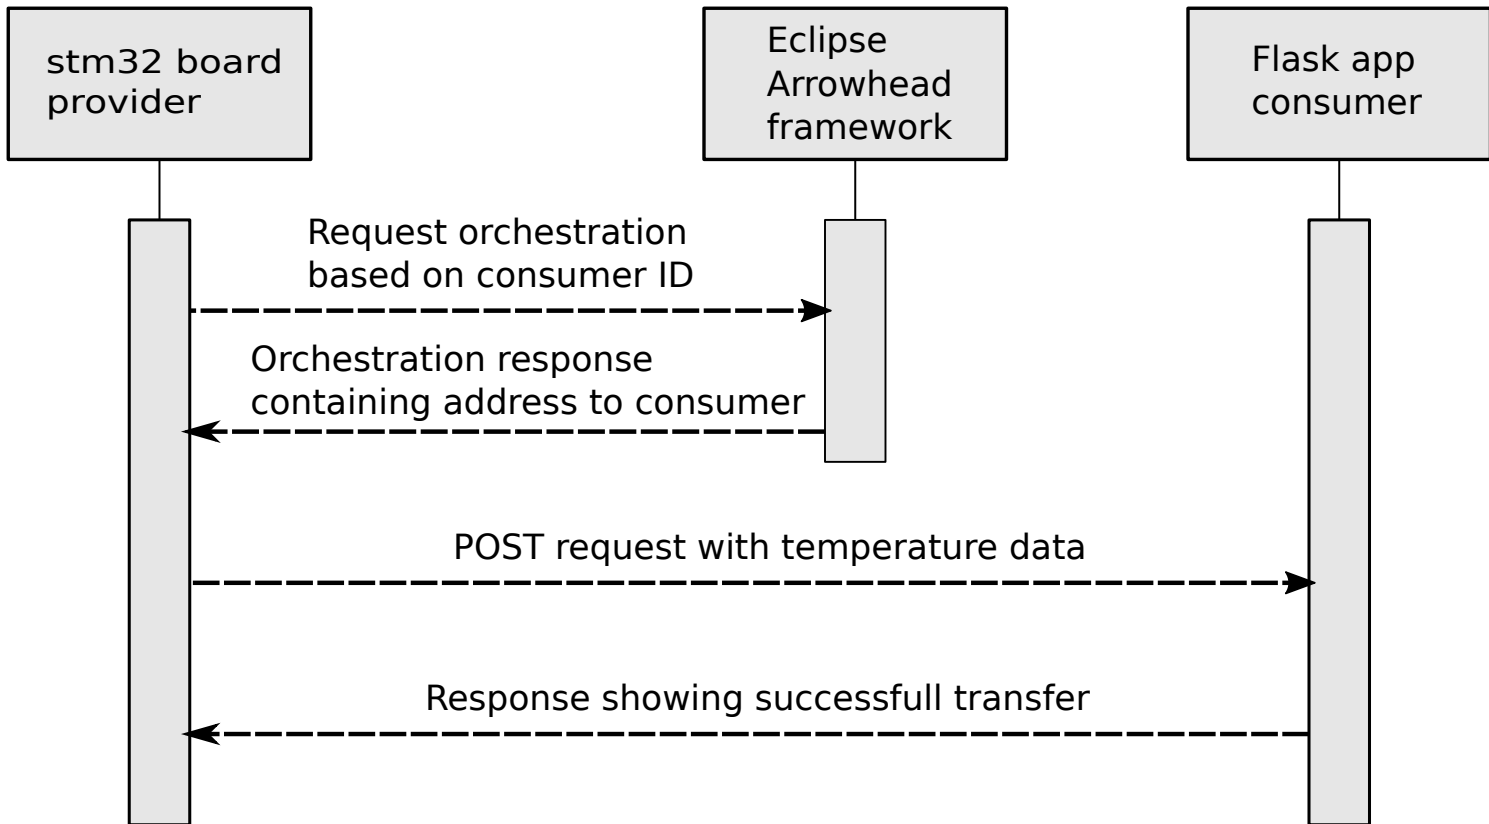 stm32 board
provider
Eclipse
Arrowhead
framework
Flask app
consumer
Request orchestration
based on consumer ID
Orchestration response
containing address to consumer
POST request with temperature data
Response showing successfull transfer